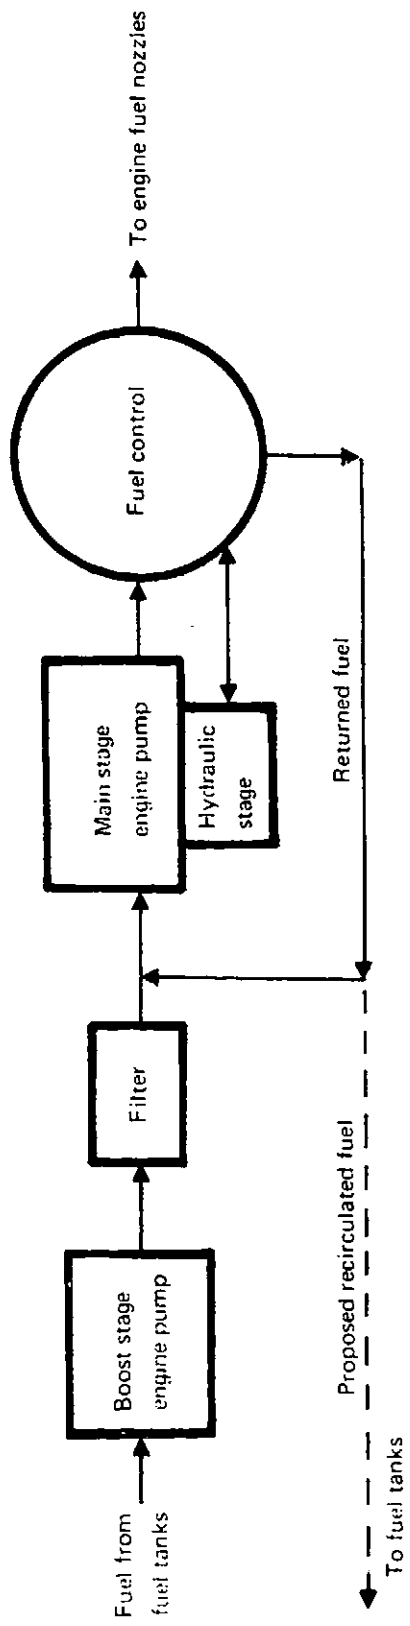 Fuel from
fuel tanks
Boost stage
engine pump
Filter
Main stage
engine pump
Hydraulic
stage
Fuel control
To engine fuel nozzles
Returned fuel
Proposed recirculated fuel
To fuel tanks